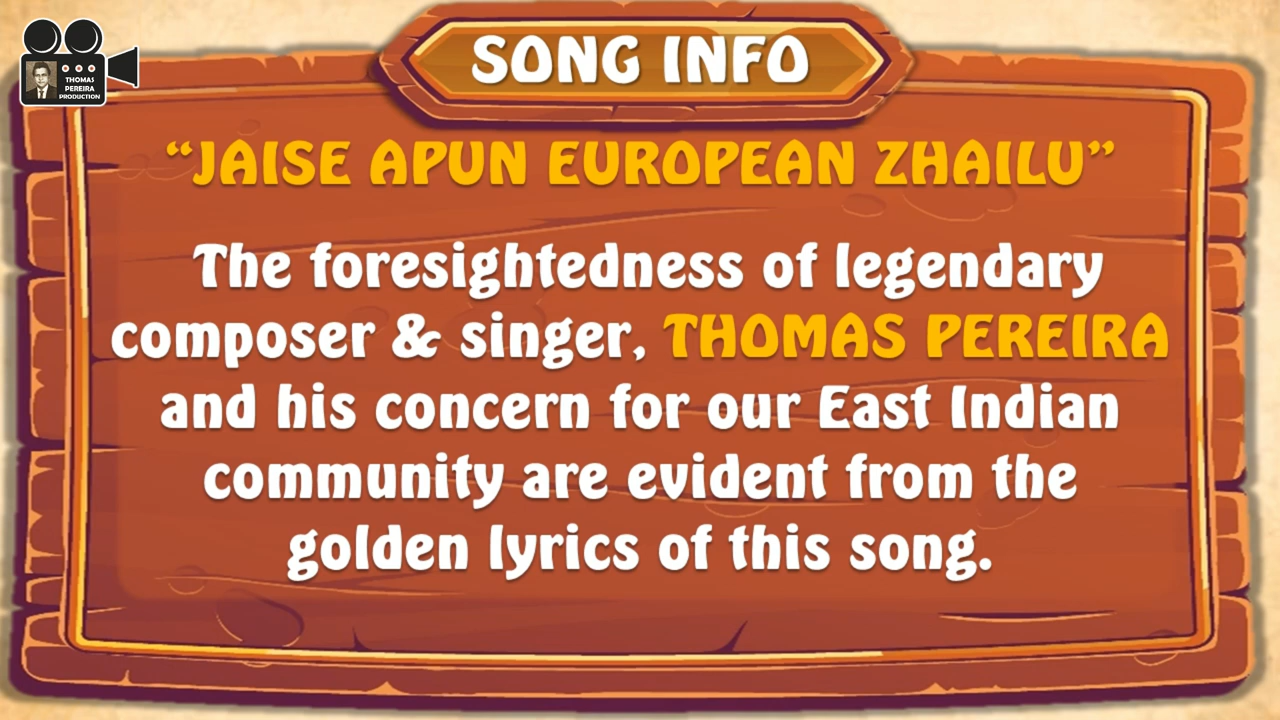 THOMAS
PEREIRA
PRODUCTION
SONG INFO
“JAISE APUN EUROPEAN ZHAILU”
The foresightedness of legendary
composer & singer, THOMAS PEREIRA
and his concern for our East Indian
community are evident from the
golden lyrics of this song.